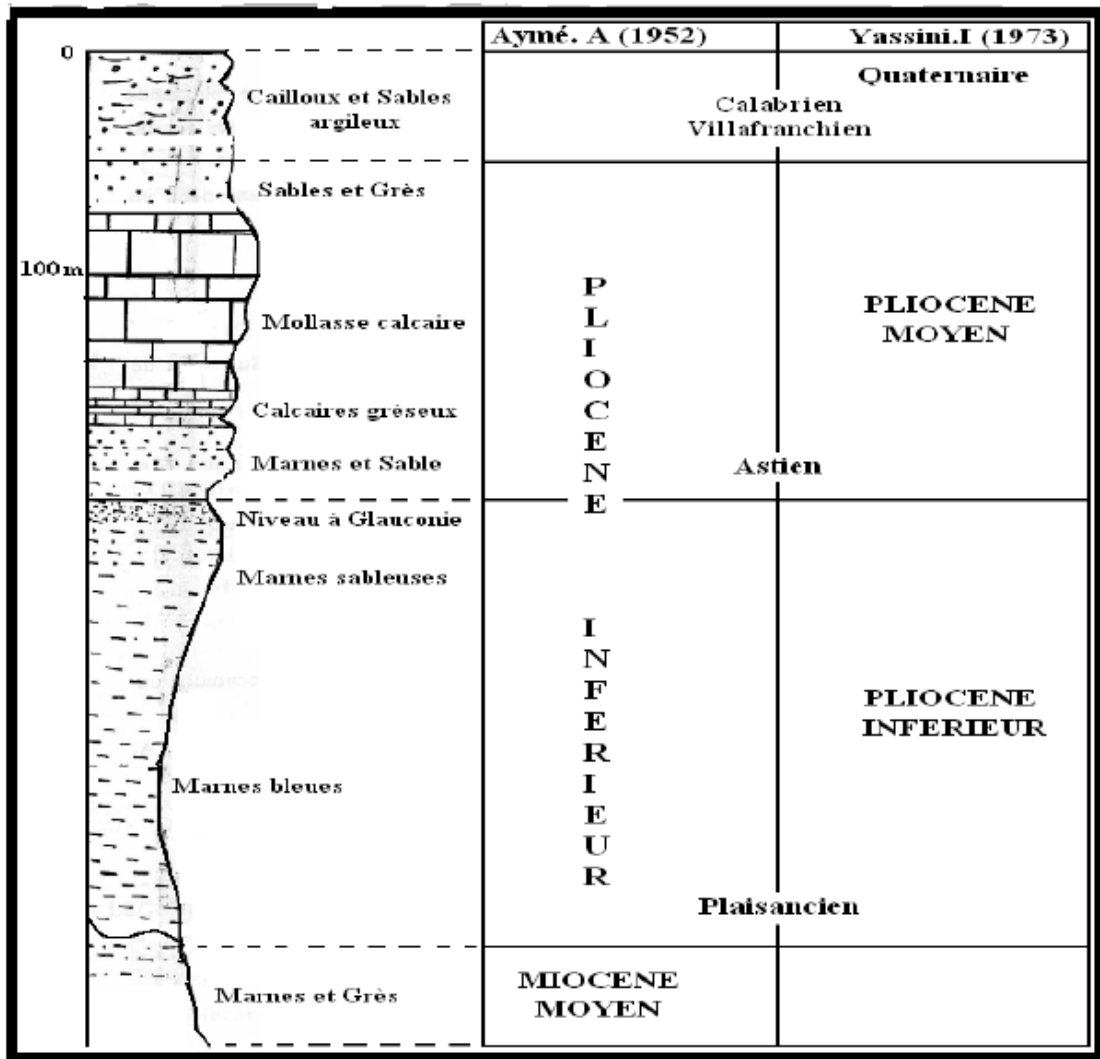 Aymé. A (1952)
Yassini.I (1973)
0
Cailloux et Sables
argileux
Quaternaire
Calabrien
Villafranchien
Sables et Grès
100m
Mollasse calcaire
Calcaires gréseux
Marnes et Sable
PLIOCENE
PLIOCENE
MOYEN
Astien
Niveau à Glauconie
Marnes sableuses
Marnes bleues
INFERIEUR
PLIOCENE
INFERIEUR
Plaisancien
Marnes et Grès
MIOCENE
MOYEN